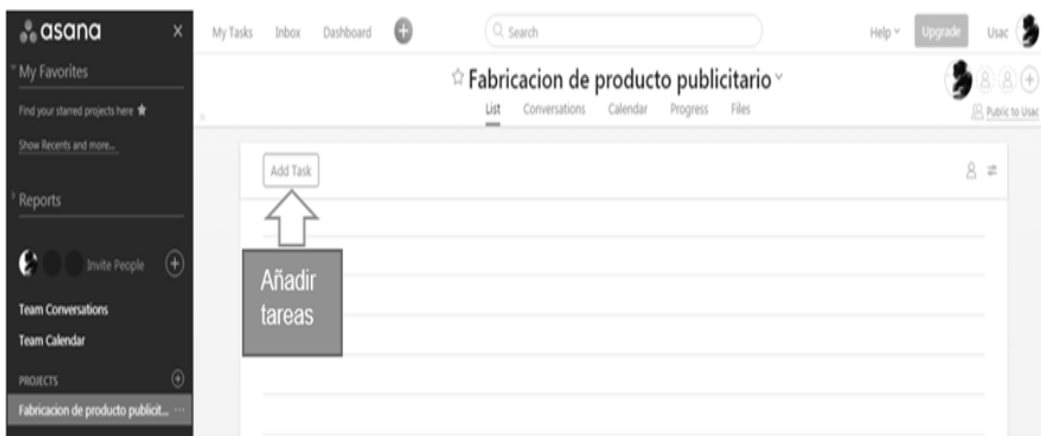 asana
My Tasks Inbox Dashboard
Search
Help Upgrade Usac
My Favorites
Find your starred projects here
Show Recents and more...
Reports
Invite People
Team Conversations
Team Calendar
PROJECTS
Fabricacion de producto publicit...
Fabricacion de producto publicitario
List Conversations Calendar Progress Files
Public to Usac
Add Task
Añadir
tareas